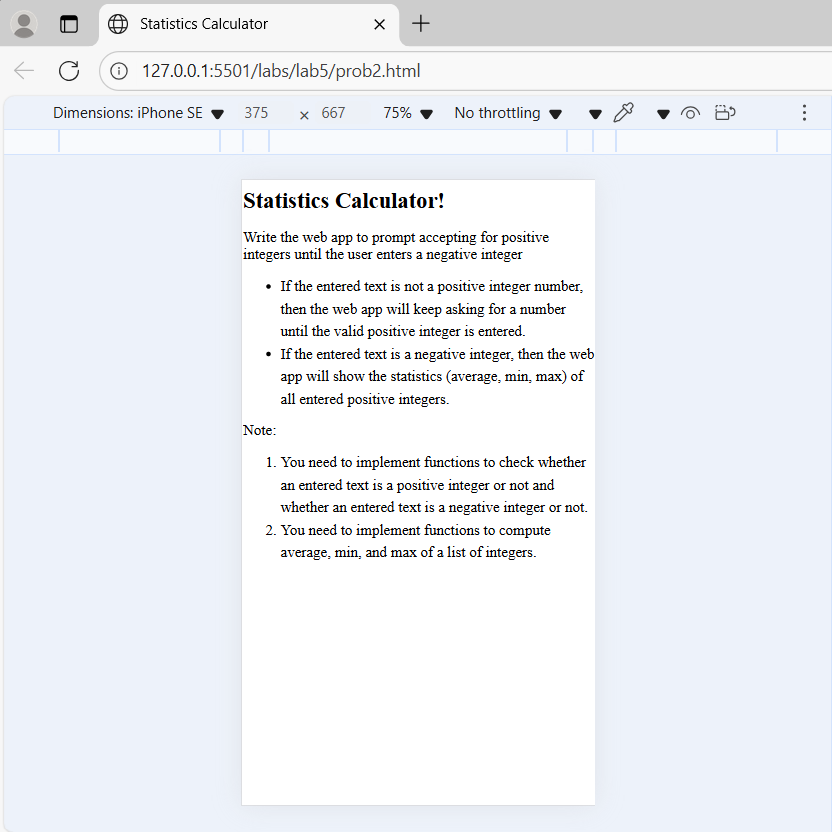 Statistics Calculator
127.0.0.1:5501/labs/lab5/prob2.html
Dimensions: iPhone SE 375 × 667 75% No throttling
Statistics Calculator!
Write the web app to prompt accepting for positive
integers until the user enters a negative integer
• If the entered text is not a positive integer number,
then the web app will keep asking for a number
until the valid positive integer is entered.
• If the entered text is a negative integer, then the web
app will show the statistics (average, min, max) of
all entered positive integers.
Note:
1. You need to implement functions to check whether
an entered text is a positive integer or not and
whether an entered text is a negative integer or not.
2. You need to implement functions to compute
average, min, and max of a list of integers.